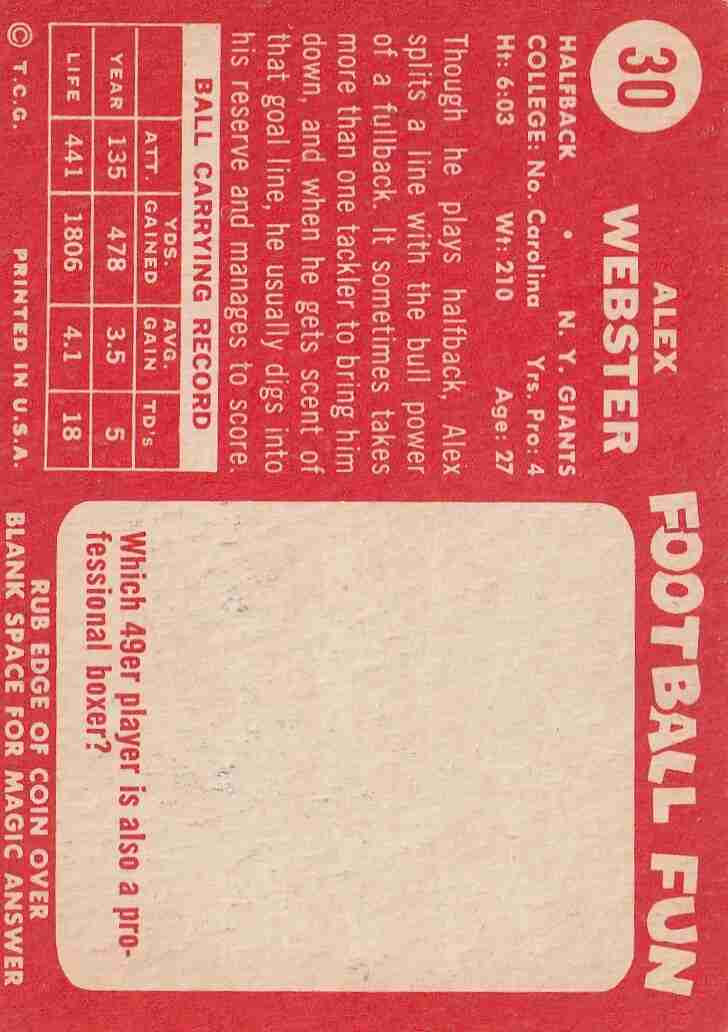 30
ALEX
WEBSTER
HALFBACK • N. Y. GIANTS
COLLEGE: No. Carolina Yrs. Pro: 4
Ht: 6:03 Wt: 210 Age: 27
Though he plays halfback, Alex
splits a line with the bull power
of a fullback. It sometimes takes
more than one tackler to bring him
down, and when he gets scent of
that goal line, he usually digs into
his reserve and manages to score.
BALL CARRYING RECORD
ATT. YDS. GAINED AVG. GAIN TD's
YEAR 135 478 3.5 5
LIFE 441 1806 4.1 18
© T.C.G. PRINTED IN U.S.A.
FOOTBALL FUN
Which 49er player is also a pro-
fessional boxer?
RUB EDGE OF COIN OVER
BLANK SPACE FOR MAGIC ANSWER